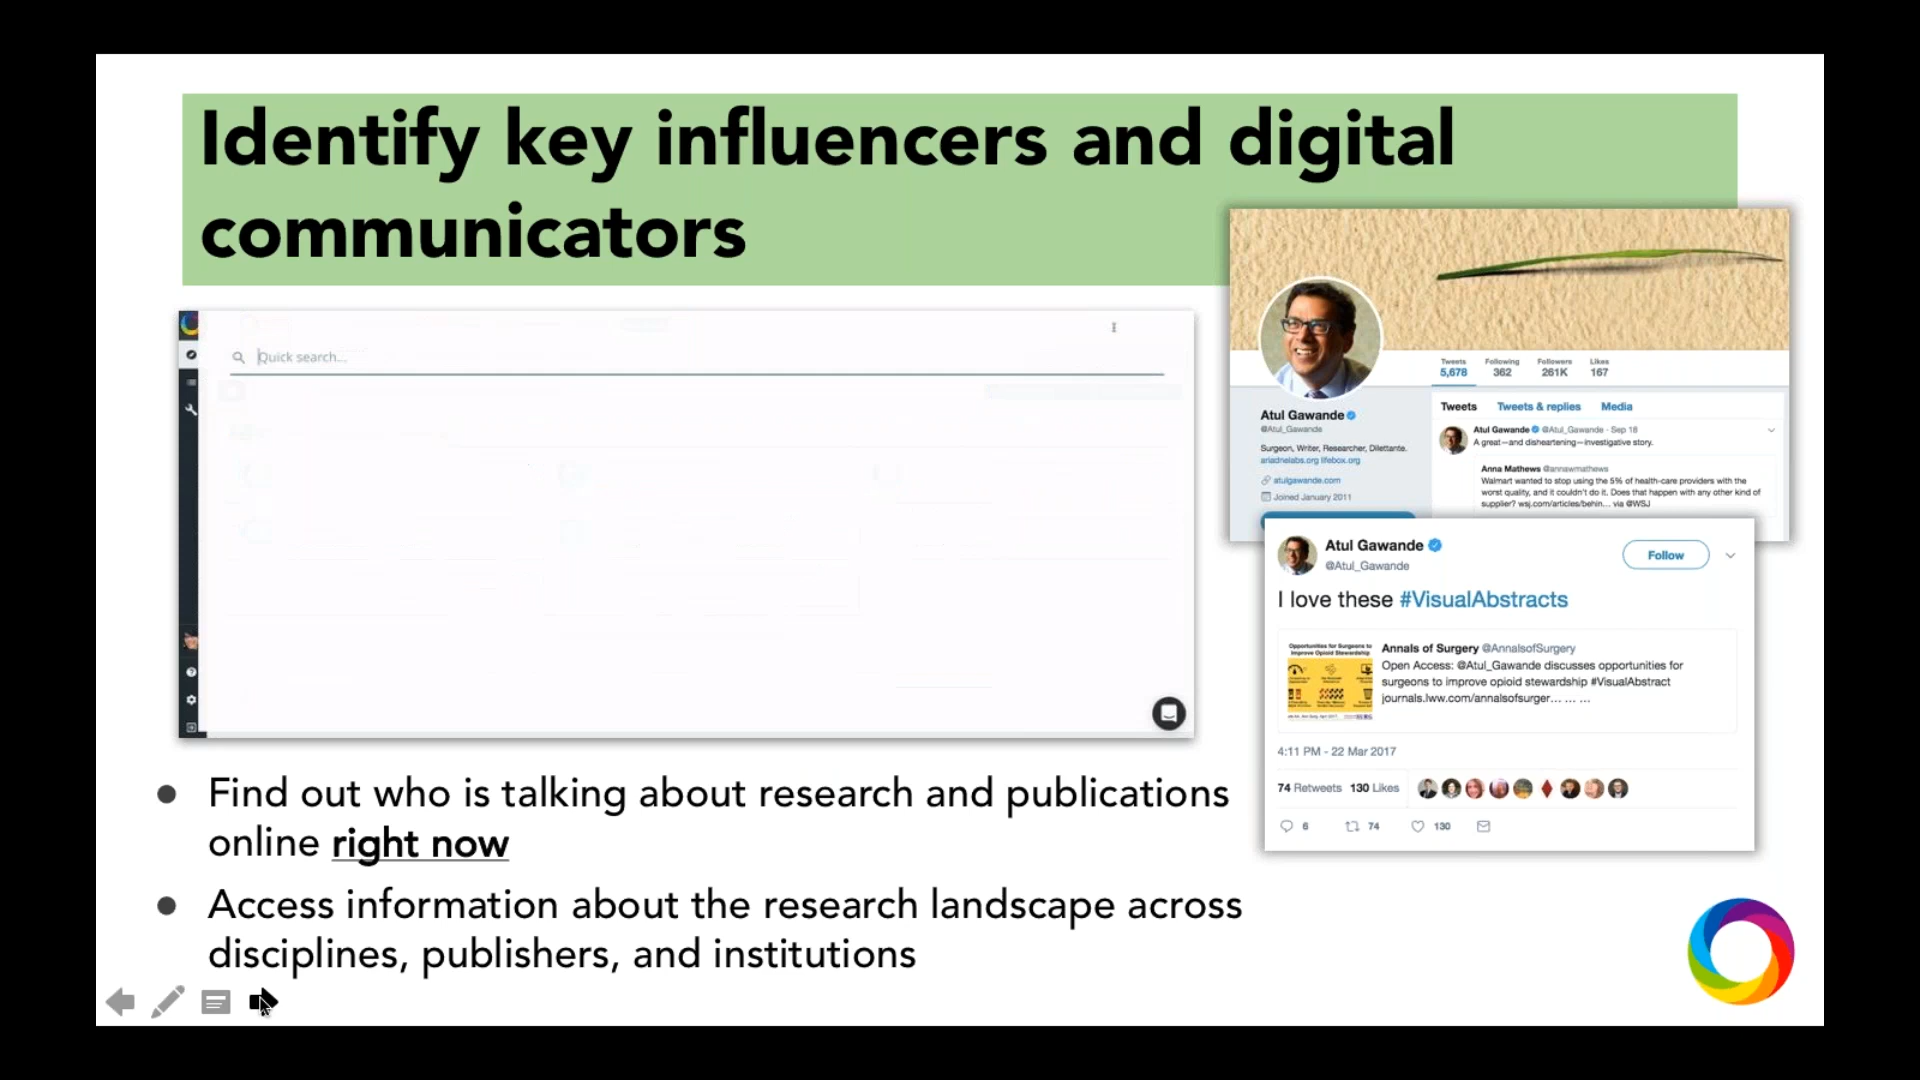 Identify key influencers and digital
communicators
Quick search...
Tweets
5,678
Following
362
Followers
261K
Likes
167
Atul Gawande
@Atul_Gawande
Surgeon, Writer, Researcher, Dilettante.
ariadnelabs.org lifebox.org
atulgawande.com
Joined January 2011
Tweets Tweets & replies Media
Atul Gawande @Atul_Gawande · Sep 18
A great—and disheartening—investigative story.
Anna Mathews @annawmathews
Walmart wanted to stop using the 5% of health-care providers with the
worst quality, and it couldn't do it. Does that happen with any other kind of
supplier? wsj.com/articles/behin... via @WSJ
Atul Gawande
@Atul_Gawande
Follow
I love these #VisualAbstracts
Opportunities for Surgeons to
Improve Opioid Stewardship
Annals of Surgery @AnnalsofSurgery
Open Access: @Atul_Gawande discusses opportunities for
surgeons to improve opioid stewardship #VisualAbstract
journals.lww.com/annalsofsurger... ... ...
4:11 PM - 22 Mar 2017
74 Retweets 130 Likes
6 74 130
● Find out who is talking about research and publications
online right now
● Access information about the research landscape across
disciplines, publishers, and institutions